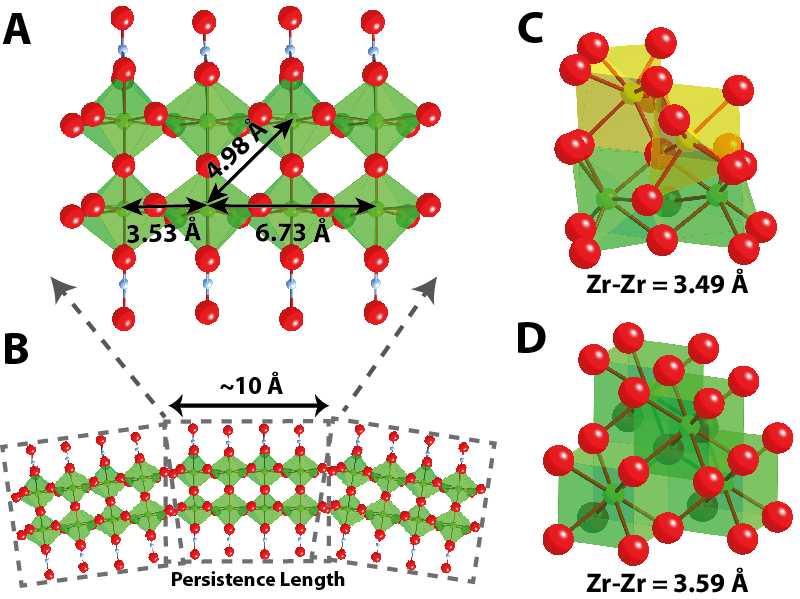 A
4.98 Å
3.53 Å
6.73 Å
B
~10 Å
Persistence Length
C
Zr-Zr = 3.49 Å
D
Zr-Zr = 3.59 Å